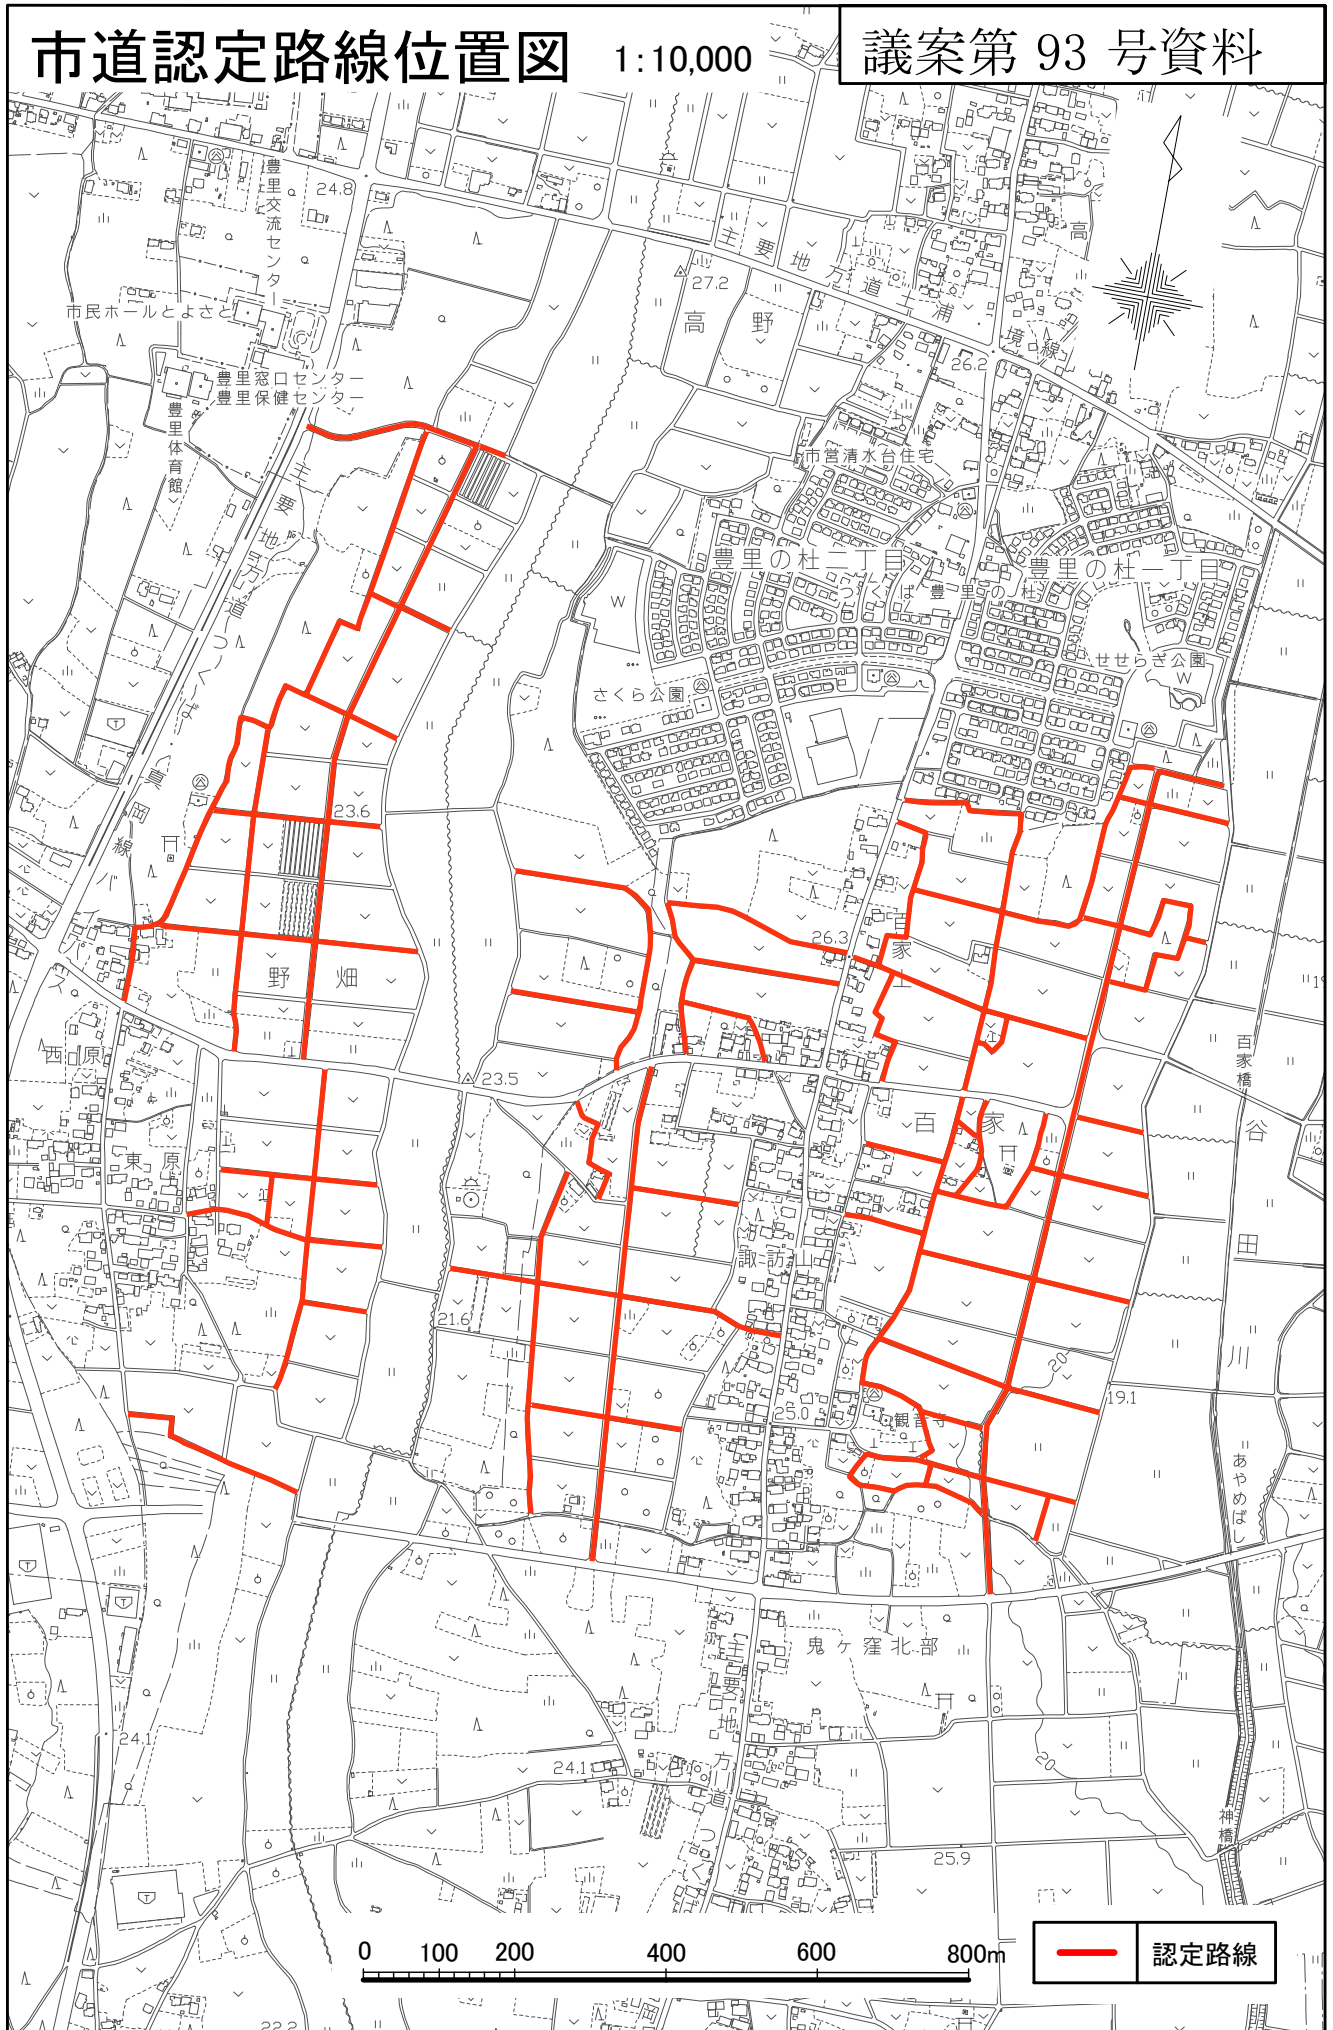 市道認定路線位置図 1:10,000
議案第 93 号資料
豊里交流センター
24.8
市民ホールとよさと
豊里窓口センター
豊里保健センター
豊里体育館
主要地方道土浦境線
27.2
高野
高
26.2
市営清水台住宅
豊里の杜二丁目
豊里の杜一丁目
つくば豊里の杜
せせらぎ公園
W
W
さくら公園
主要地方道つくば真岡線バイパス
23.6
野畑
26.3
百家
西原
23.5
百家
百家橋
谷田川
東原
諏訪山
21.6
20
19.1
25.0
観音寺
あやめばし
鬼ヶ窪北部
主要地方道つく
24.1
24.1
20
神橋
25.9
22.2
岡
0 100 200 400 600 800m
認定路線